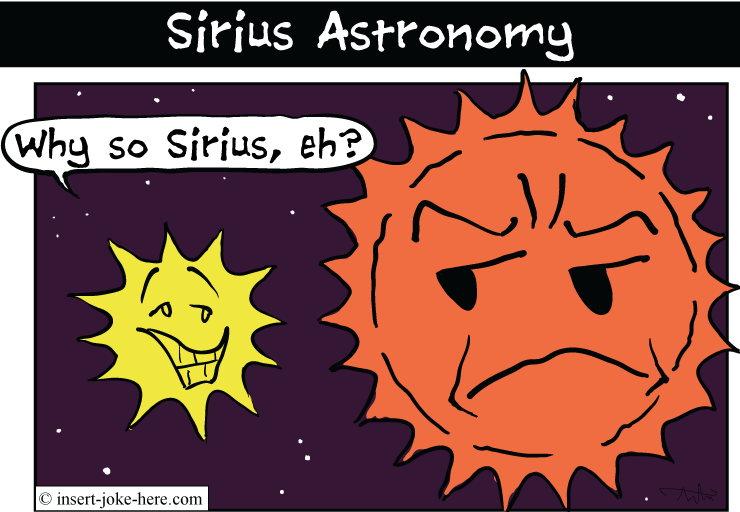 Sirius Astronomy
Why so Sirius, eh?
© insert-joke-here.com